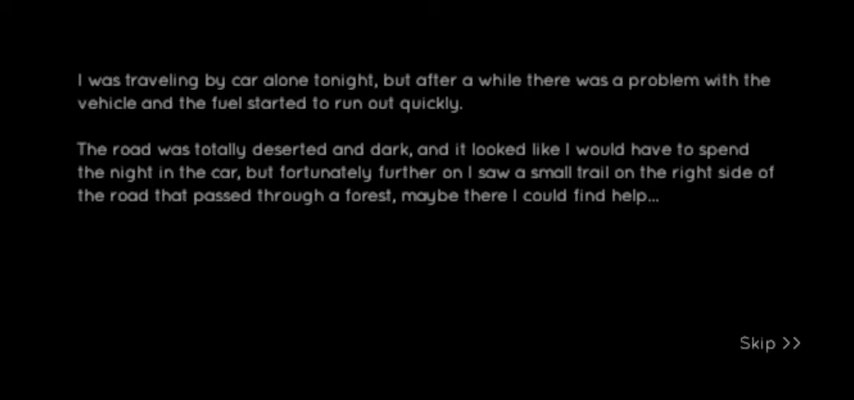 I was traveling by car alone tonight, but after a while there was a problem with the
vehicle and the fuel started to run out quickly.
The road was totally deserted and dark, and it looked like I would have to spend
the night in the car, but fortunately further on I saw a small trail on the right side of
the road that passed through a forest, maybe there I could find help...
Skip >>